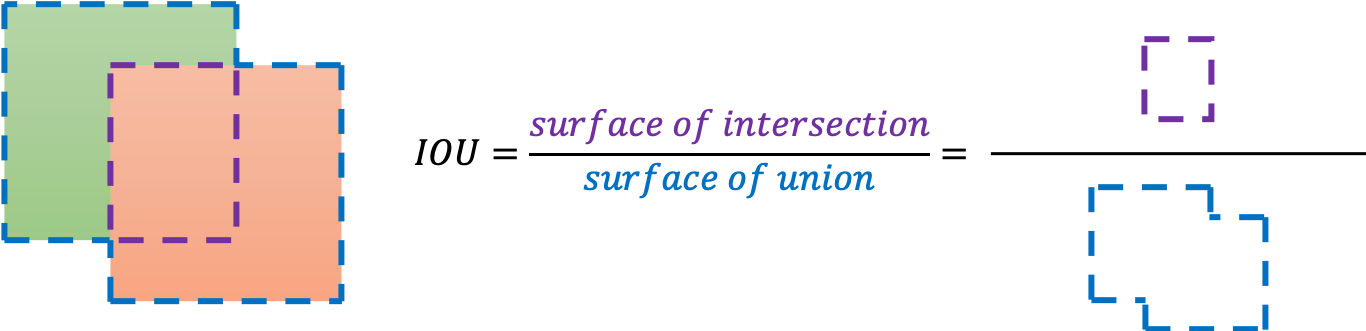 IOU = surface of intersection / surface of union =